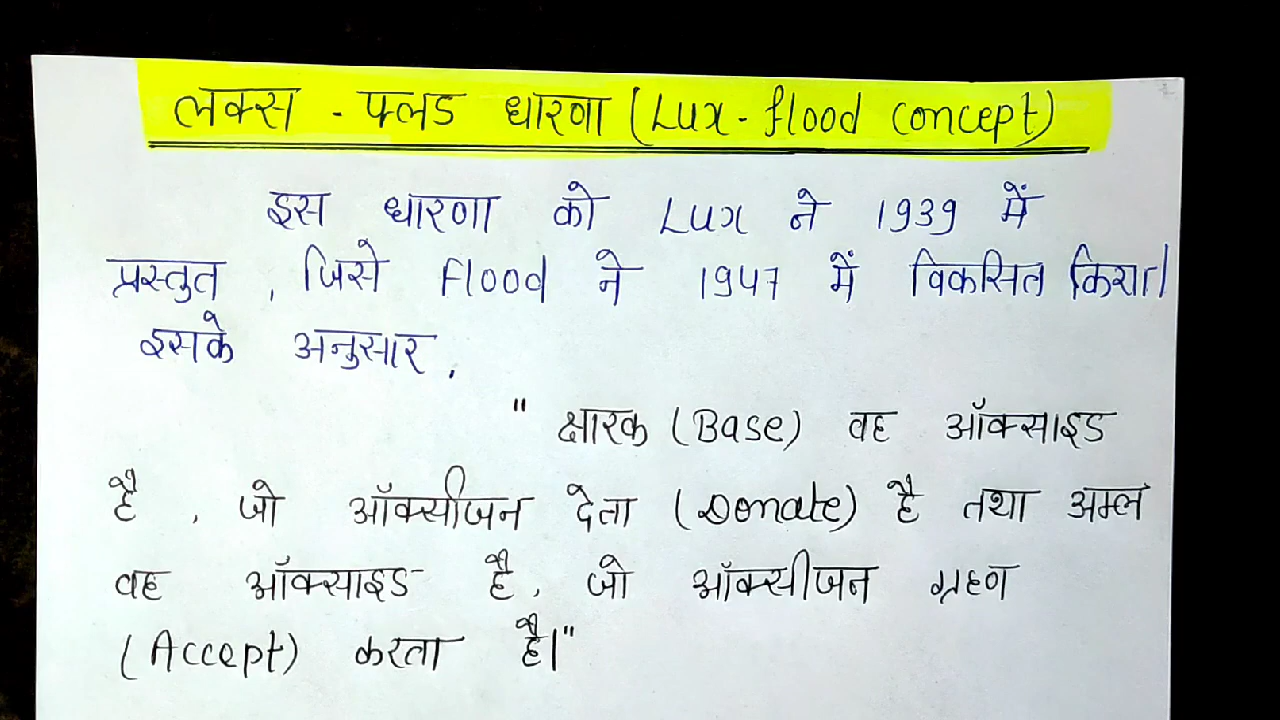 लक्स - फ्लड धारणा (Lux - flood concept)
इस धारणा को Lux ने 1939 में
प्रस्तुत , जिसे Flood ने 1947 में विकसित किया।
इसके अनुसार ,
" क्षारक (Base) वह ऑक्साइड
है , जो ऑक्सीजन देता (Donate) है तथा अम्ल
वह ऑक्साइड है , जो ऑक्सीजन ग्रहण
(Accept) करता है।"